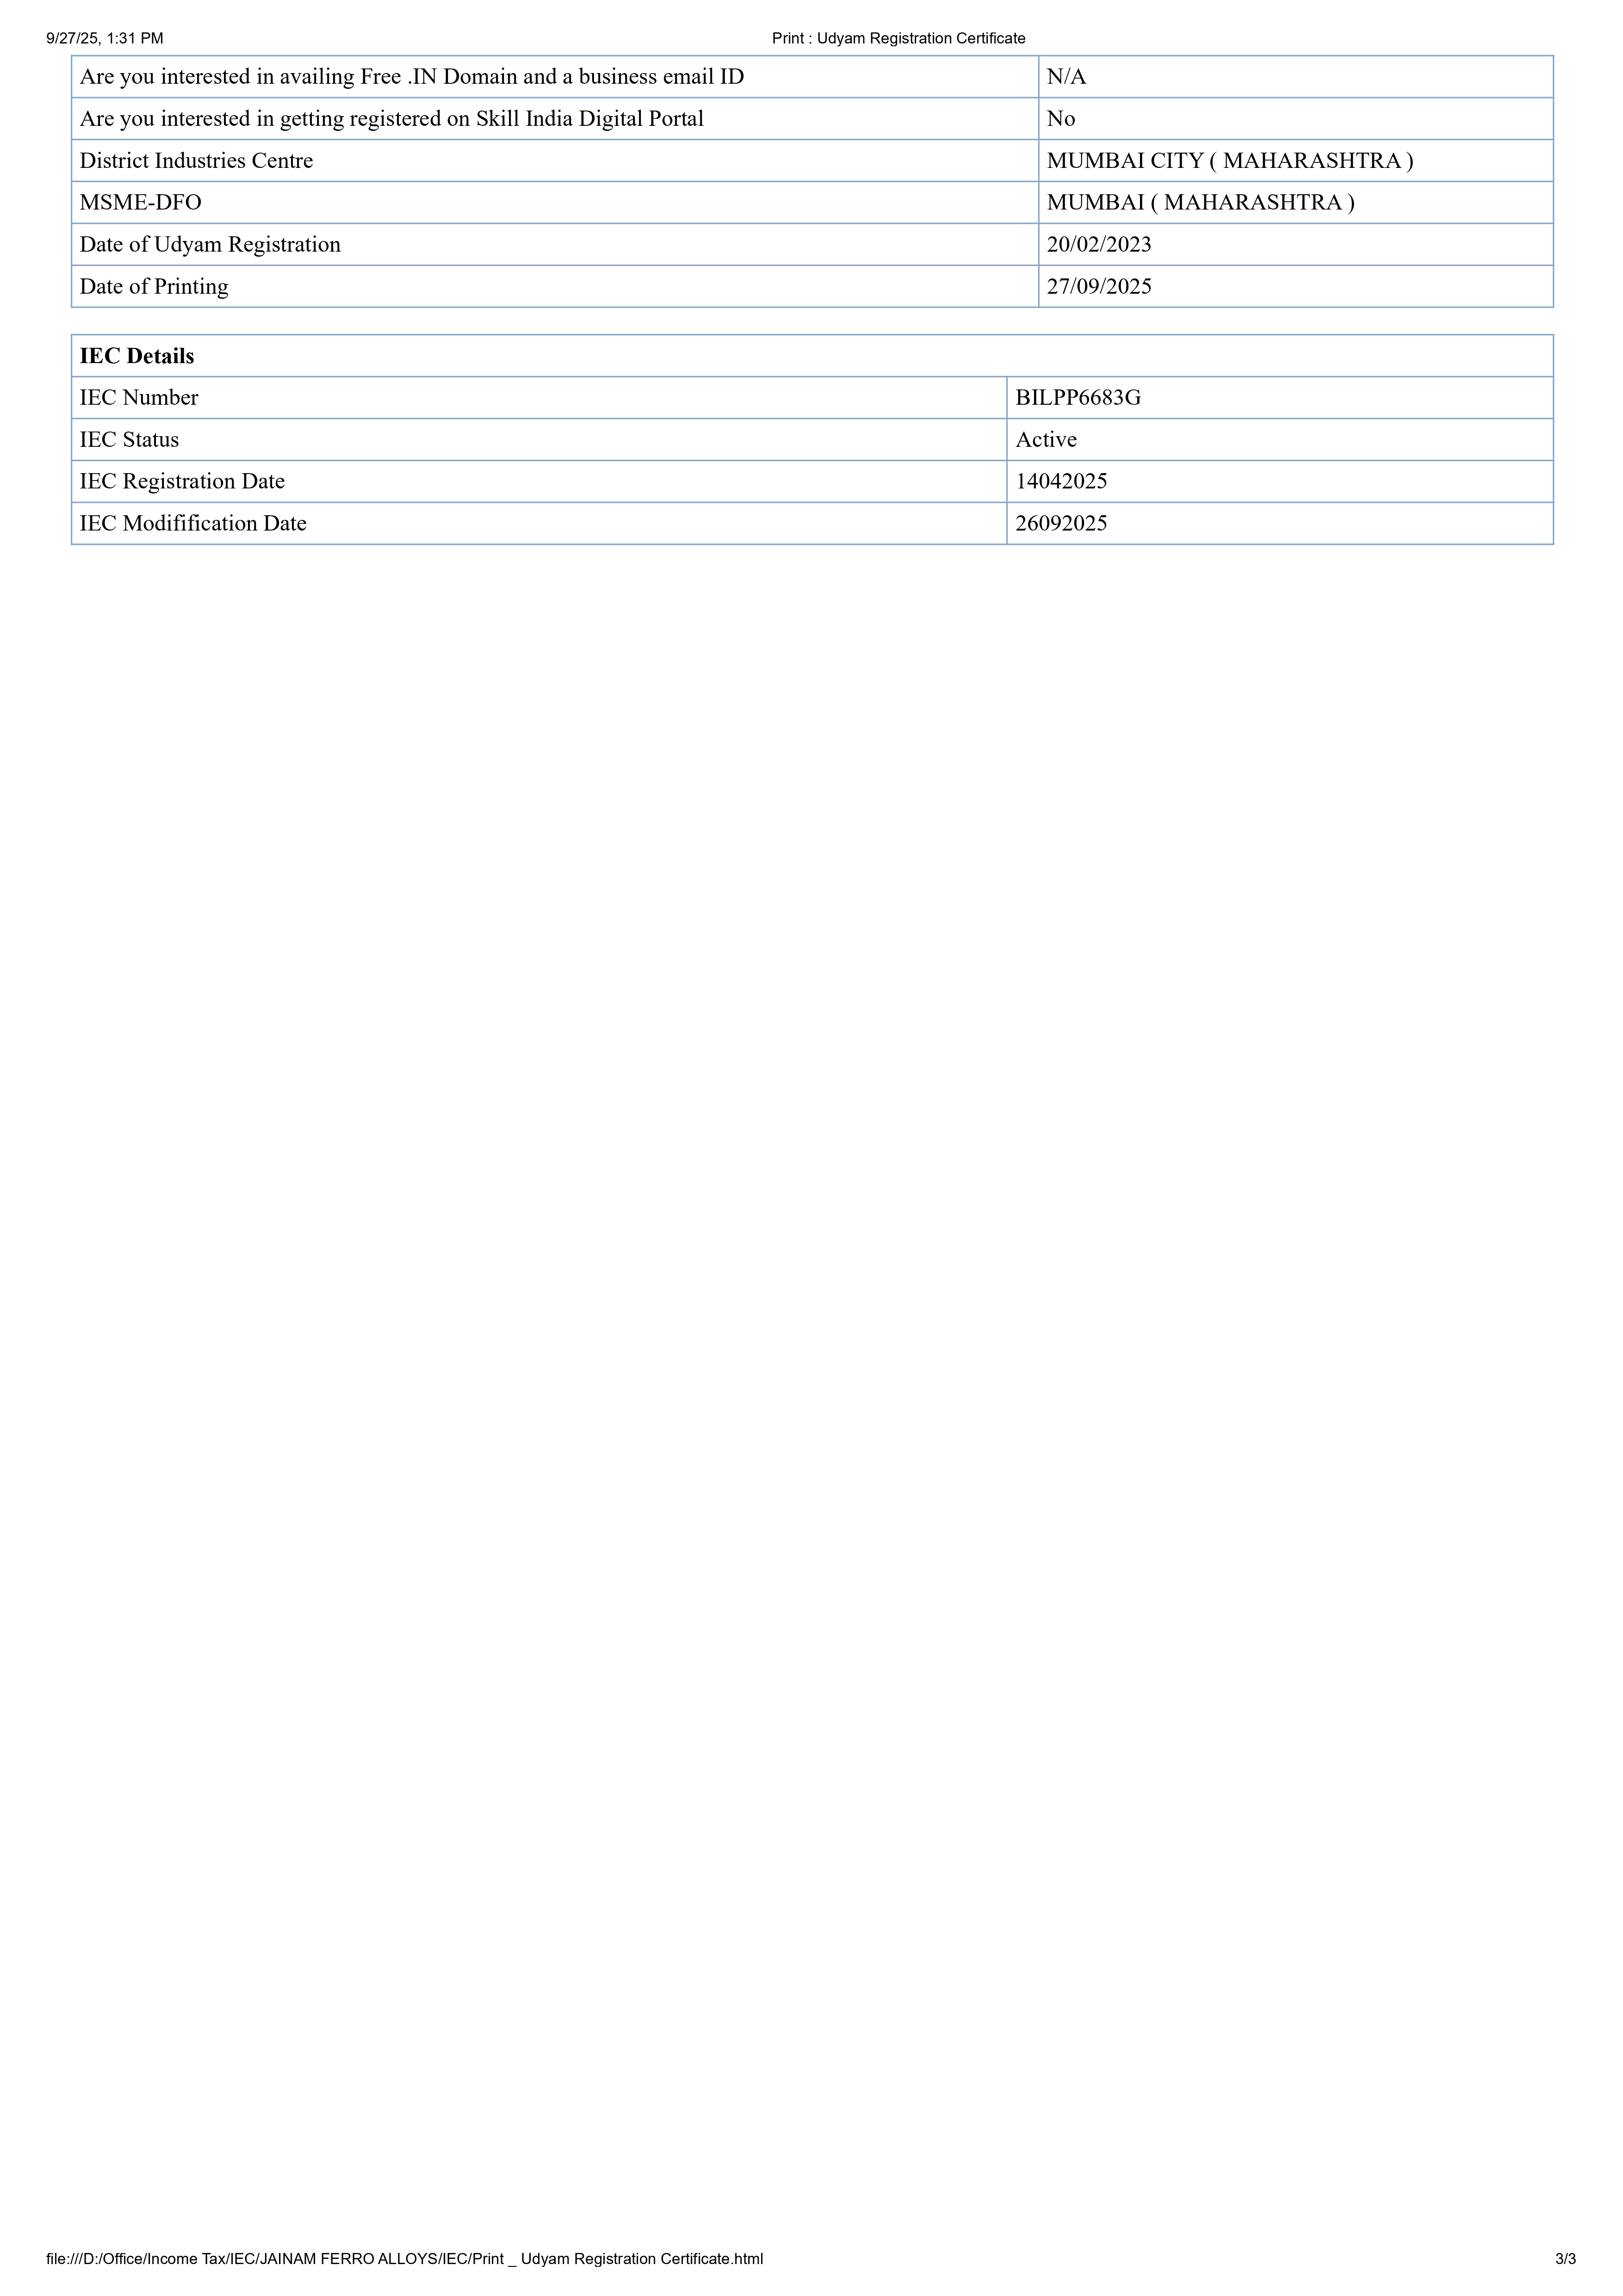 9/27/25, 1:31 PM Print : Udyam Registration Certificate
Are you interested in availing Free .IN Domain and a business email ID N/A
Are you interested in getting registered on Skill India Digital Portal No
District Industries Centre MUMBAI CITY ( MAHARASHTRA )
MSME-DFO MUMBAI ( MAHARASHTRA )
Date of Udyam Registration 20/02/2023
Date of Printing 27/09/2025
IEC Details
IEC Number BILPP6683G
IEC Status Active
IEC Registration Date 14042025
IEC Modifification Date 26092025
file:///D:/Office/Income Tax/IEC/JAINAM FERRO ALLOYS/IEC/Print _ Udyam Registration Certificate.html 3/3